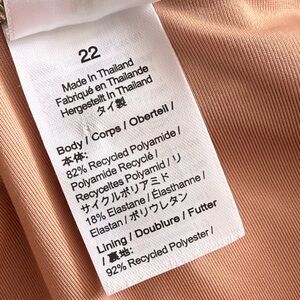 22
Made in Thailand
Fabriqué en Thaïlande
Hergestellt in Thailand
タイ製
Body / Corps / Oberteil /
本体:
82% Recycled Polyamide /
Polyamide Recyclé /
Recyceltes Polyamid / リ
サイクルポリアミド
18% Elastane / Élasthanne /
Elastan / ポリウレタン
Lining / Doublure / Futter
/ 裏地:
92% Recycled Polyester /